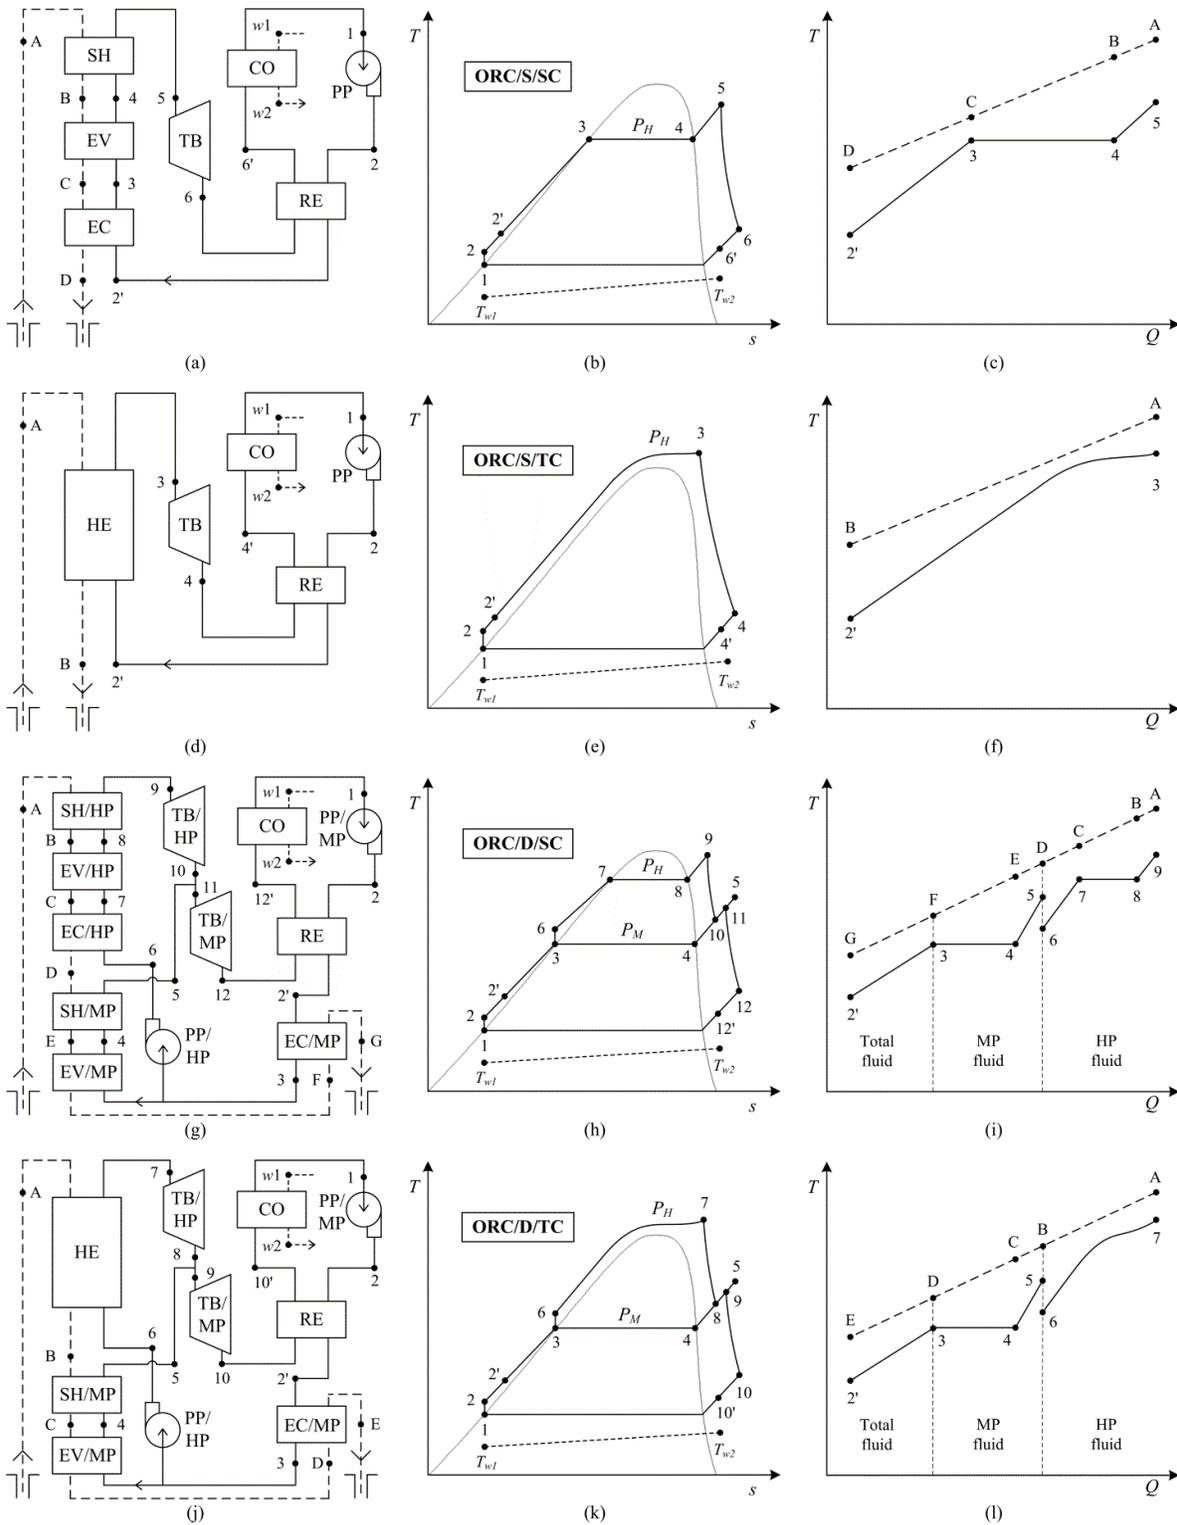 A
SH
B
4
EV
C
3
EC
D
2'
5
TB
6
w1
CO
w2
1
PP
6'
2
RE
(a)
T
ORC/S/SC
3
P_H
4
5
2'
2
1
6
6'
T_w1
T_w2
s
(b)
T
A
B
C
D
3
4
5
2'
Q
(c)
A
HE
3
TB
4
B
2'
w1
CO
w2
1
PP
4'
2
RE
(d)
T
ORC/S/TC
P_H
3
2'
2
1
4
4'
T_w1
T_w2
s
(e)
T
A
3
B
2'
Q
(f)
A
SH/HP
B
8
EV/HP
C
7
EC/HP
D
SH/MP
E
4
EV/MP
9
TB/
HP
10
11
TB/
MP
6
5
12
PP/
HP
w1
CO
w2
1
PP/
MP
12'
2
RE
2'
EC/MP
G
3
F
(g)
T
ORC/D/SC
7
P_H
8
9
6
P_M
5
11
10
3
4
2'
2
1
12
12'
T_w1
T_w2
s
(h)
T
A
B
C
D
E
F
G
9
8
7
5
6
4
3
2'
Total
fluid
MP
fluid
HP
fluid
Q
(i)
A
HE
B
SH/MP
C
4
EV/MP
7
TB/
HP
8
9
TB/
MP
6
5
10
PP/
HP
w1
CO
w2
1
PP/
MP
10'
2
RE
2'
EC/MP
E
3
D
(j)
T
ORC/D/TC
P_H
7
6
P_M
5
9
8
3
4
2'
2
1
10
10'
T_w1
T_w2
s
(k)
T
A
B
C
D
E
7
5
6
4
3
2'
Total
fluid
MP
fluid
HP
fluid
Q
(l)